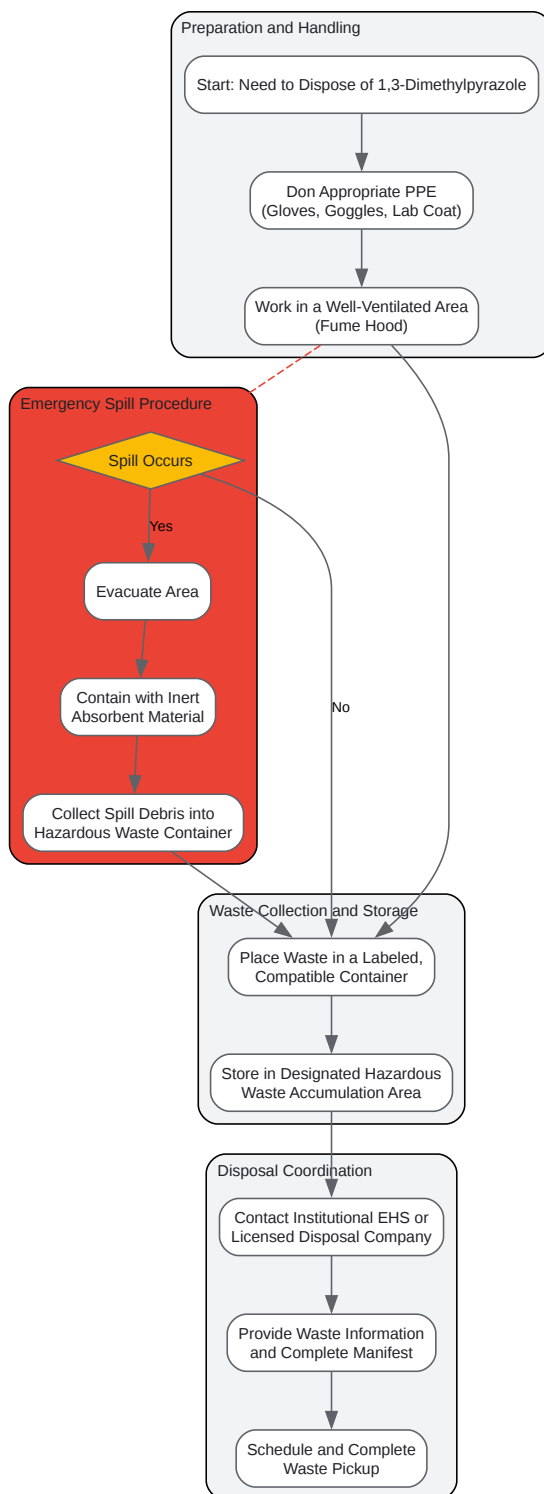 Preparation and Handling
Start: Need to Dispose of 1,3-Dimethylpyrazole
Don Appropriate PPE
(Gloves, Goggles, Lab Coat)
Work in a Well-Ventilated Area
(Fume Hood)
Emergency Spill Procedure
Spill Occurs
Yes
Evacuate Area
Contain with Inert
Absorbent Material
No
Collect Spill Debris into
Hazardous Waste Container
Waste Collection and Storage
Place Waste in a Labeled,
Compatible Container
Store in Designated Hazardous
Waste Accumulation Area
Disposal Coordination
Contact Institutional EHS or
Licensed Disposal Company
Provide Waste Information
and Complete Manifest
Schedule and Complete
Waste Pickup